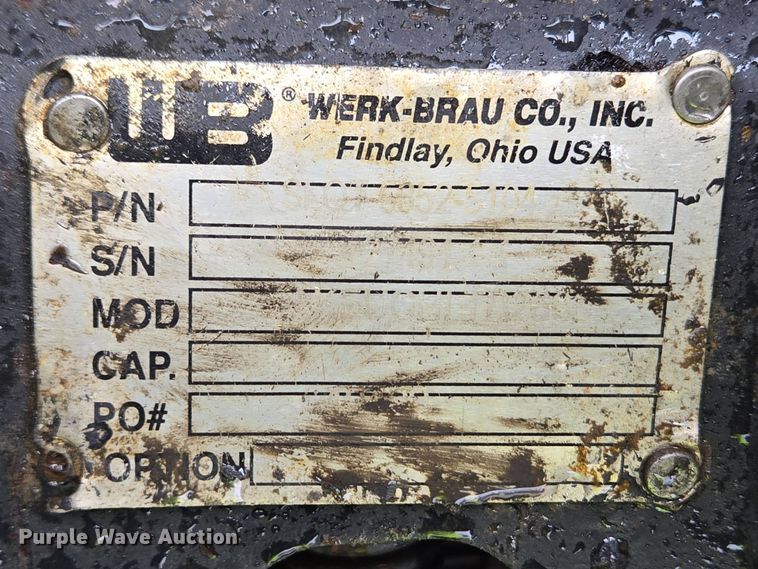 WB ® WERK-BRAU CO., INC.
Findlay, Ohio USA
P/N
S/N
MOD
CAP.
PO#
OPTION
Purple Wave Auction